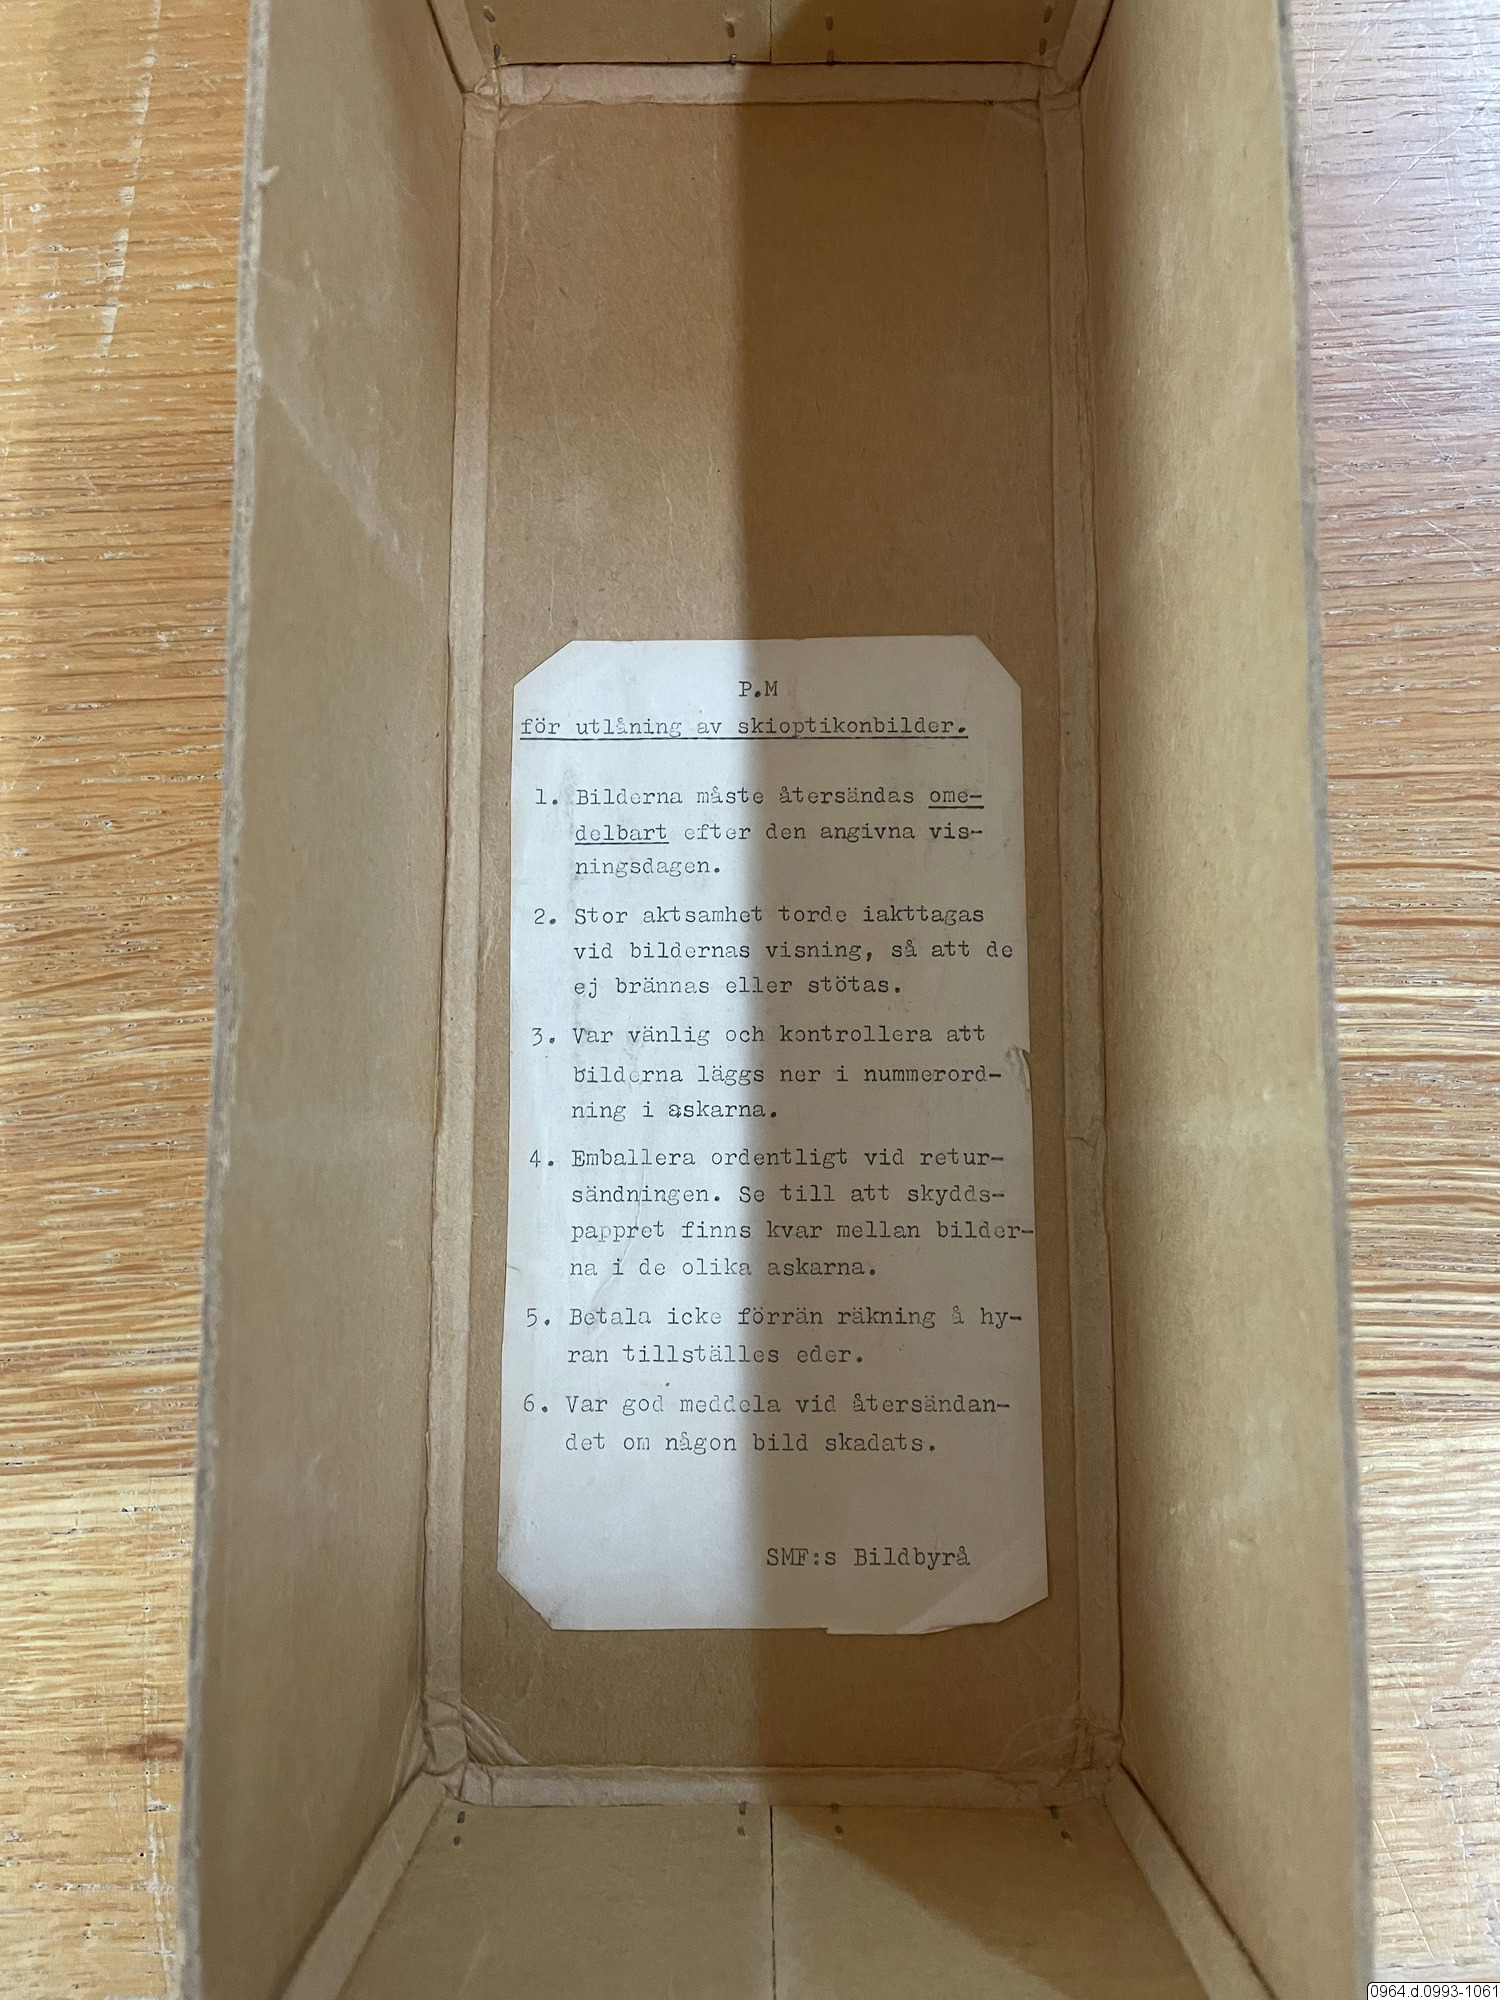 P.M
för utlåning av skioptikonbilder.
1. Bilderna måste återsändas ome-
delbart efter den angivna vis-
ningsdagen.
2. Stor aktsamhet torde iakttagas
vid bildernas visning, så att de
ej brännas eller stötas.
3. Var vänlig och kontrollera att
bilderna läggs ner i nummerord-
ning i askarna.
4. Emballera ordentligt vid retur-
sändningen. Se till att skydds-
pappret finns kvar mellan bilder-
na i de olika askarna.
5. Betala icke förrän räkning å hy-
ran tillställes eder.
6. Var god meddela vid återsändan-
det om någon bild skadats.
SMF:s Bildbyrå
0964.d.0993-1061